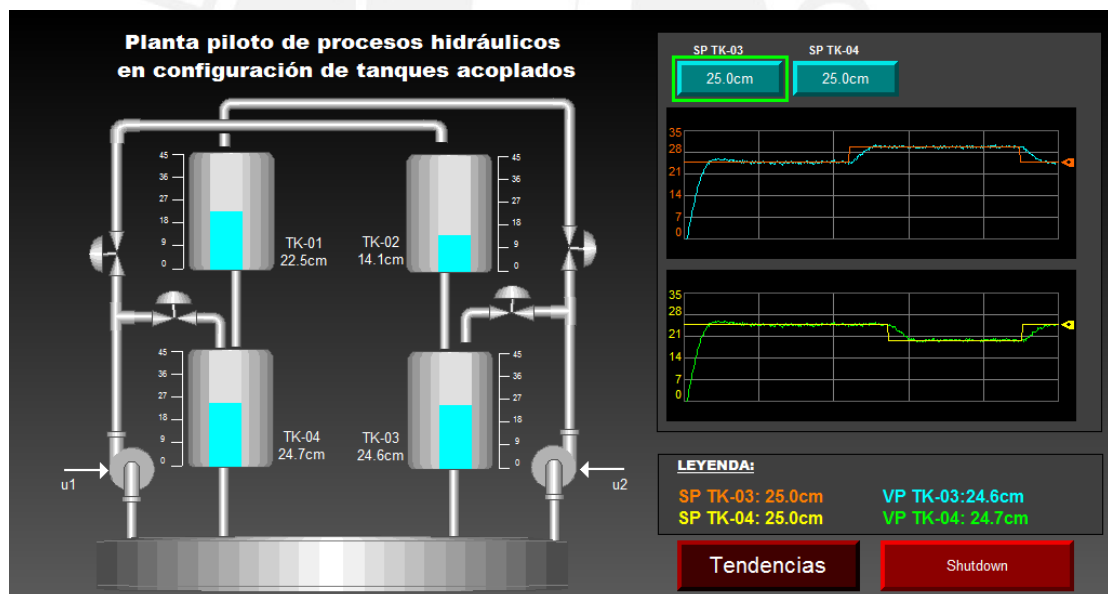 Planta piloto de procesos hidráulicos
en configuración de tanques acoplados
45
36
27
18
9
0
TK-01
22.5cm
TK-02
14.1cm
45
36
27
18
9
0
45
36
27
18
9
0
TK-04
24.7cm
TK-03
24.6cm
45
36
27
18
9
0
u1
u2
SP TK-03
SP TK-04
25.0cm
25.0cm
35
28
21
14
7
0
35
28
21
14
7
0
LEYENDA:
SP TK-03: 25.0cm
VP TK-03:24.6cm
SP TK-04: 25.0cm
VP TK-04: 24.7cm
Tendencias
Shutdown